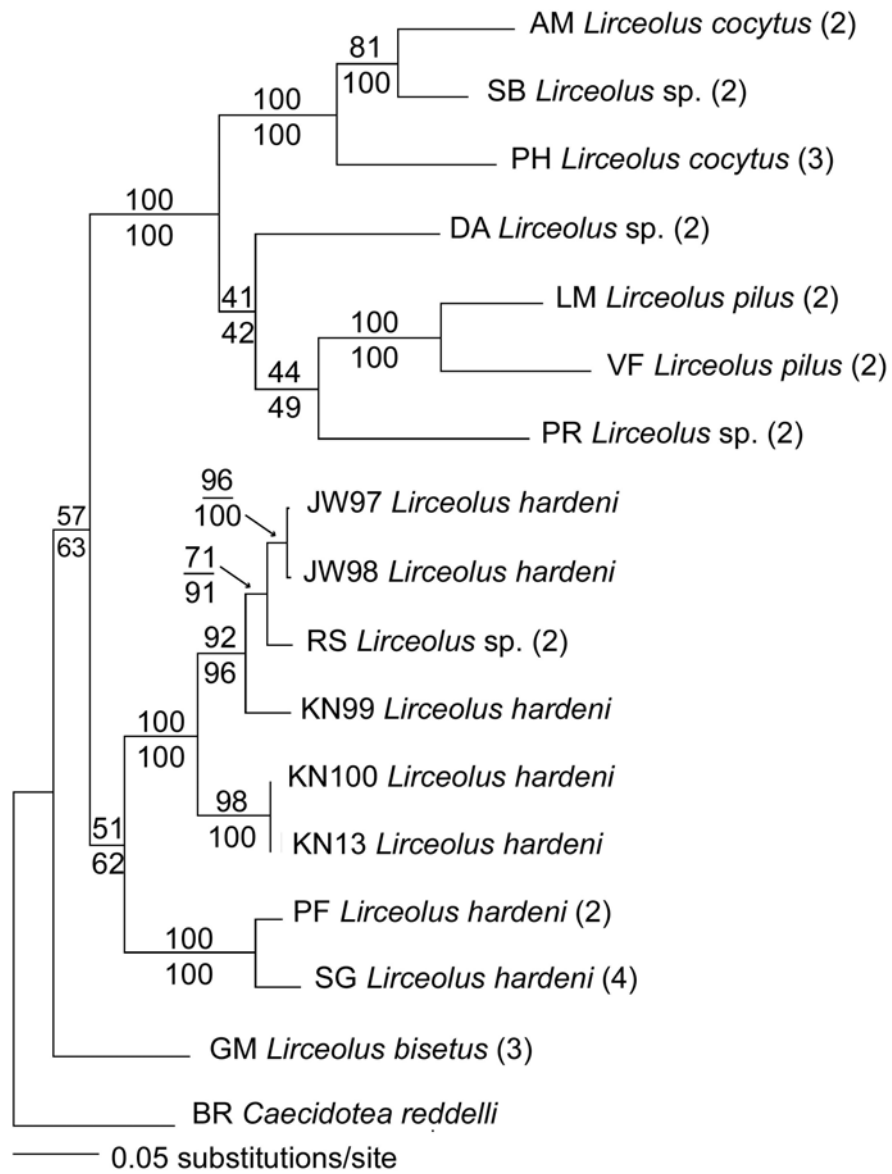 AM Lirceolus cocytus (2)
81
100
SB Lirceolus sp. (2)
100
100
PH Lirceolus cocytus (3)
100
100
DA Lirceolus sp. (2)
41
42
LM Lirceolus pilus (2)
100
100
VF Lirceolus pilus (2)
44
49
PR Lirceolus sp. (2)
96
100
JW97 Lirceolus hardeni
57
63
JW98 Lirceolus hardeni
71
91
RS Lirceolus sp. (2)
92
96
KN99 Lirceolus hardeni
100
100
KN100 Lirceolus hardeni
98
100
KN13 Lirceolus hardeni
51
62
PF Lirceolus hardeni (2)
100
100
SG Lirceolus hardeni (4)
GM Lirceolus bisetus (3)
BR Caecidotea reddelli
0.05 substitutions/site